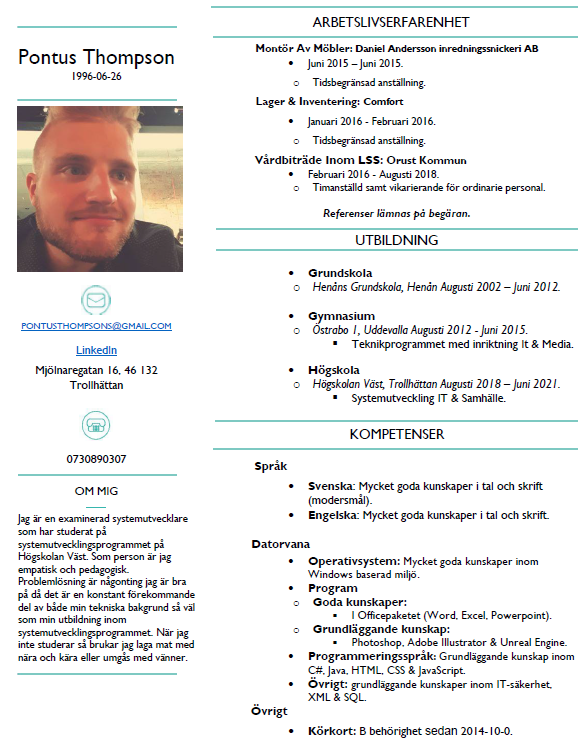 Pontus Thompson
1996-06-26
PONTUSTHOMPSONS@GMAIL.COM
LinkedIn
Mjölnaregatan 16, 46 132
Trollhättan
0730890307
OM MIG
Jag är en examinerad systemutvecklare
som har studerat på
systemutvecklingsprogrammet på
Högskolan Väst. Som person är jag
empatisk och pedagogisk.
Problemlösning är någonting jag är bra
på då det är en konstant förekommande
del av både min tekniska bakgrund så väl
som min utbildning inom
systemutvecklingsprogrammet. När jag
inte studerar så brukar jag laga mat med
nära och kära eller umgås med vänner.
ARBETSLIVSERFARENHET
Montör Av Möbler: Daniel Andersson inredningssnickeri AB
• Juni 2015 – Juni 2015.
o Tidsbegränsad anställning.
Lager & Inventering: Comfort
• Januari 2016 - Februari 2016.
o Tidsbegränsad anställning.
Vårdbiträde Inom LSS: Orust Kommun
• Februari 2016 - Augusti 2018.
o Timanställd samt vikarierande för ordinarie personal.
Referenser lämnas på begäran.
UTBILDNING
• Grundskola
o Henåns Grundskola, Henån Augusti 2002 – Juni 2012.
• Gymnasium
o Östrabo 1, Uddevalla Augusti 2012 - Juni 2015.
▪ Teknikprogrammet med inriktning It & Media.
• Högskola
o Högskolan Väst, Trollhättan Augusti 2018 – Juni 2021.
▪ Systemutveckling IT & Samhälle.
KOMPETENSER
Språk
• Svenska: Mycket goda kunskaper i tal och skrift
(modersmål).
• Engelska: Mycket goda kunskaper i tal och skrift.
Datorvana
• Operativsystem: Mycket goda kunskaper inom
Windows baserad miljö.
• Program
o Goda kunskaper:
▪ I Officepaketet (Word, Excel, Powerpoint).
o Grundläggande kunskap:
▪ Photoshop, Adobe Illustrator & Unreal Engine.
• Programmeringsspråk: Grundläggande kunskap inom
C#, Java, HTML, CSS & JavaScript.
• Övrigt: grundläggande kunskaper inom IT-säkerhet,
XML & SQL.
Övrigt
• Körkort: B behörighet sedan 2014-10-0.